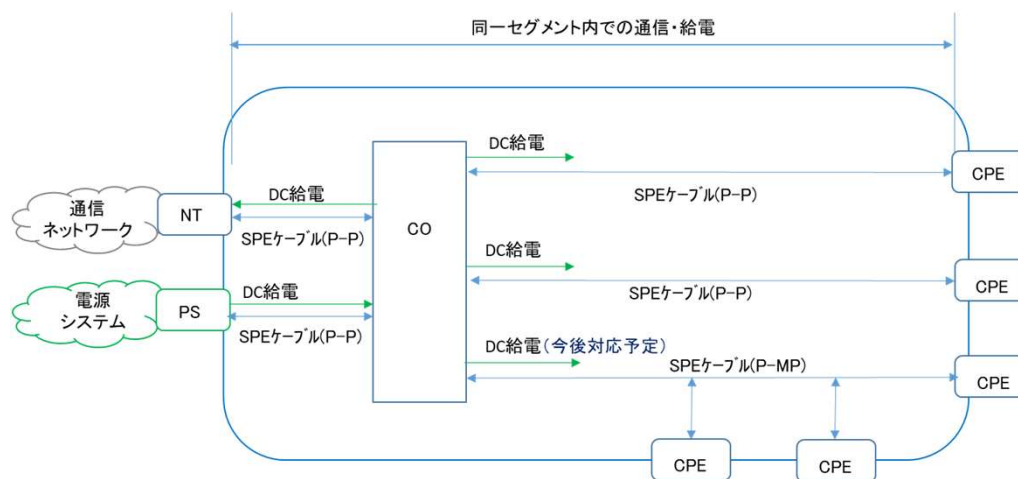 同一セグメント内での通信・給電
DC給電
CPE
SPEケーブル(P-P)
通信
ネットワーク
NT
DC給電
SPEケーブル(P-P)
CO
DC給電
CPE
SPEケーブル(P-P)
電源
システム
PS
DC給電
SPEケーブル(P-P)
DC給電(今後対応予定)
SPEケーブル(P-MP)
CPE
CPE
CPE